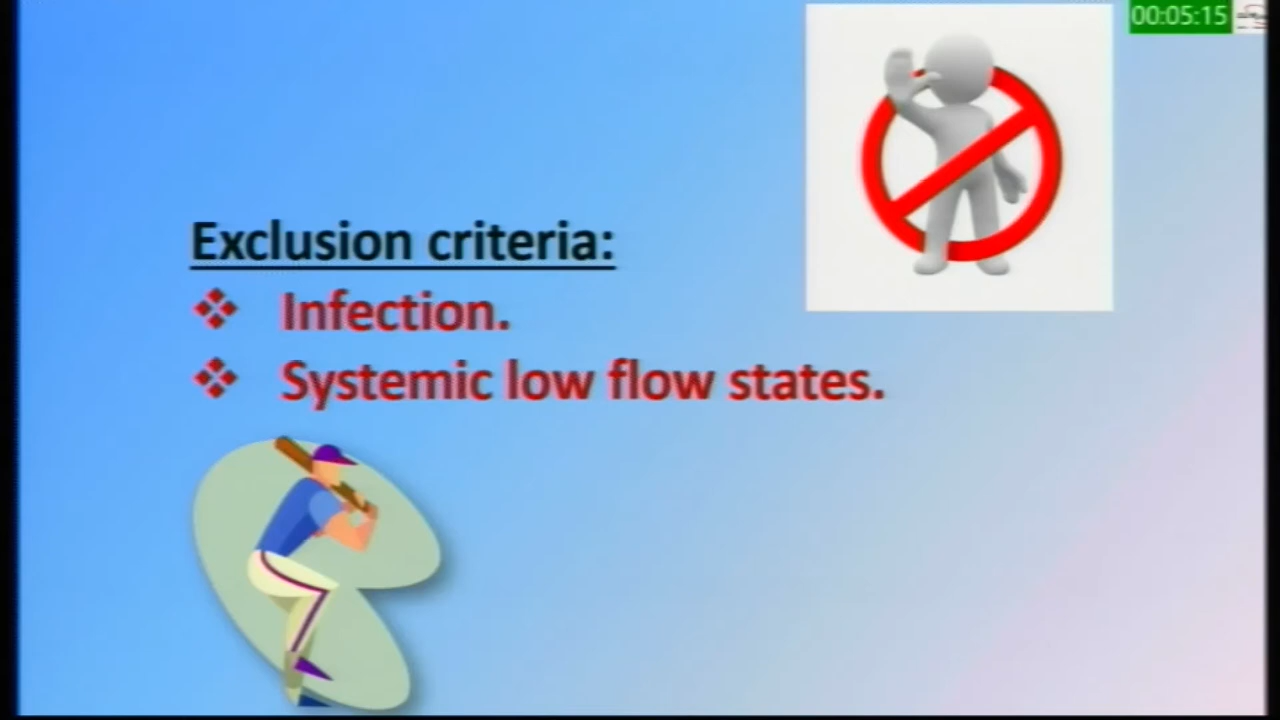 00:05:15
Exclusion criteria:
❖ Infection.
❖ Systemic low flow states.